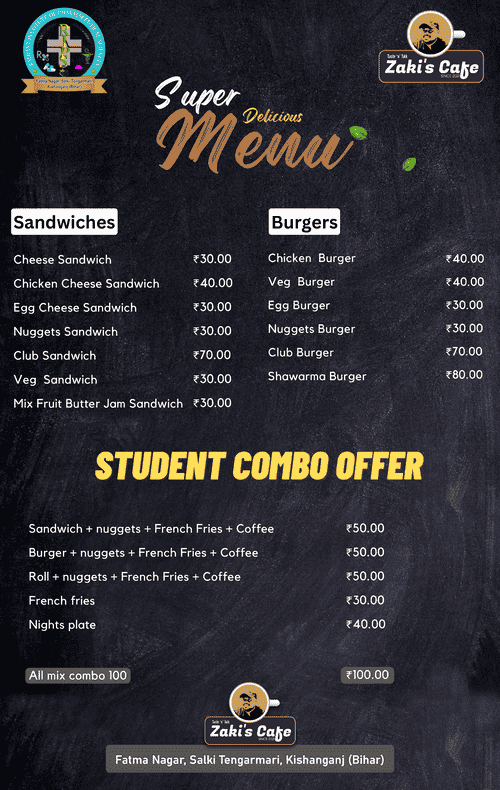 Fatma Nagar, Salki Tengarmari,
Kishanganj (Bihar)
Taste 'n' Talk
Zaki's Cafe
Super
Delicious
Menu
Sandwiches
Cheese Sandwich ₹30.00
Chicken Cheese Sandwich ₹40.00
Egg Cheese Sandwich ₹30.00
Nuggets Sandwich ₹30.00
Club Sandwich ₹70.00
Veg Sandwich ₹30.00
Mix Fruit Butter Jam Sandwich ₹30.00
Burgers
Chicken Burger ₹40.00
Veg Burger ₹40.00
Egg Burger ₹30.00
Nuggets Burger ₹30.00
Club Burger ₹70.00
Shawarma Burger ₹80.00
STUDENT COMBO OFFER
Sandwich + nuggets + French Fries + Coffee ₹50.00
Burger + nuggets + French Fries + Coffee ₹50.00
Roll + nuggets + French Fries + Coffee ₹50.00
French fries ₹30.00
Nights plate ₹40.00
All mix combo 100 ₹100.00
Taste 'n' Talk
Zaki's Cafe
Fatma Nagar, Salki Tengarmari, Kishanganj (Bihar)